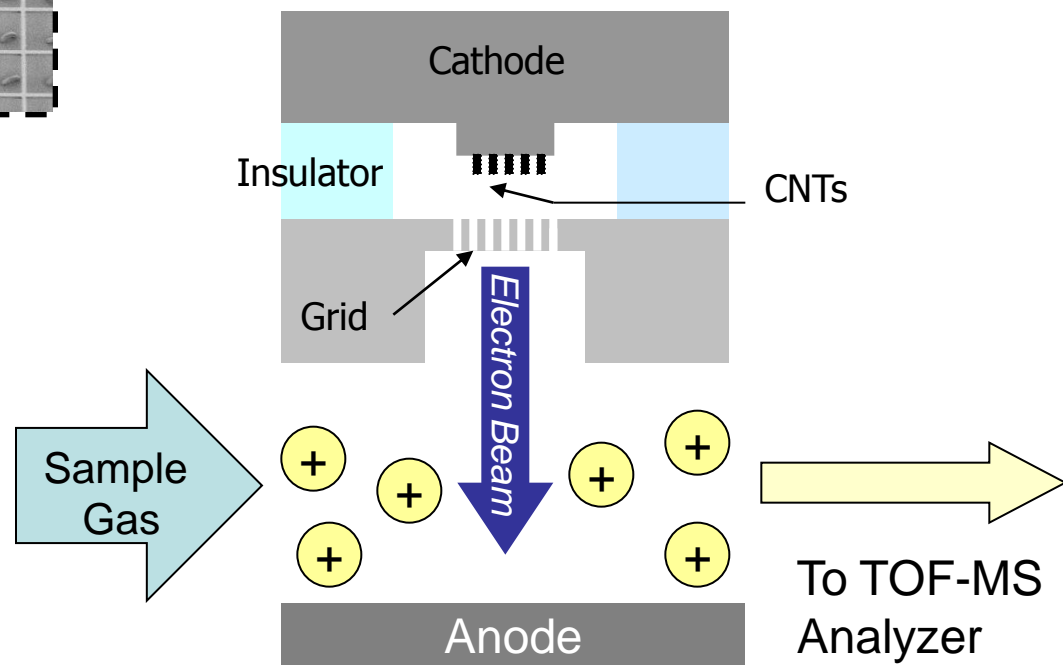 Cathode
Insulator
CNTs
Grid
Electron Beam
Sample
Gas
+
+
+
+
+
+
To TOF-MS
Analyzer
Anode